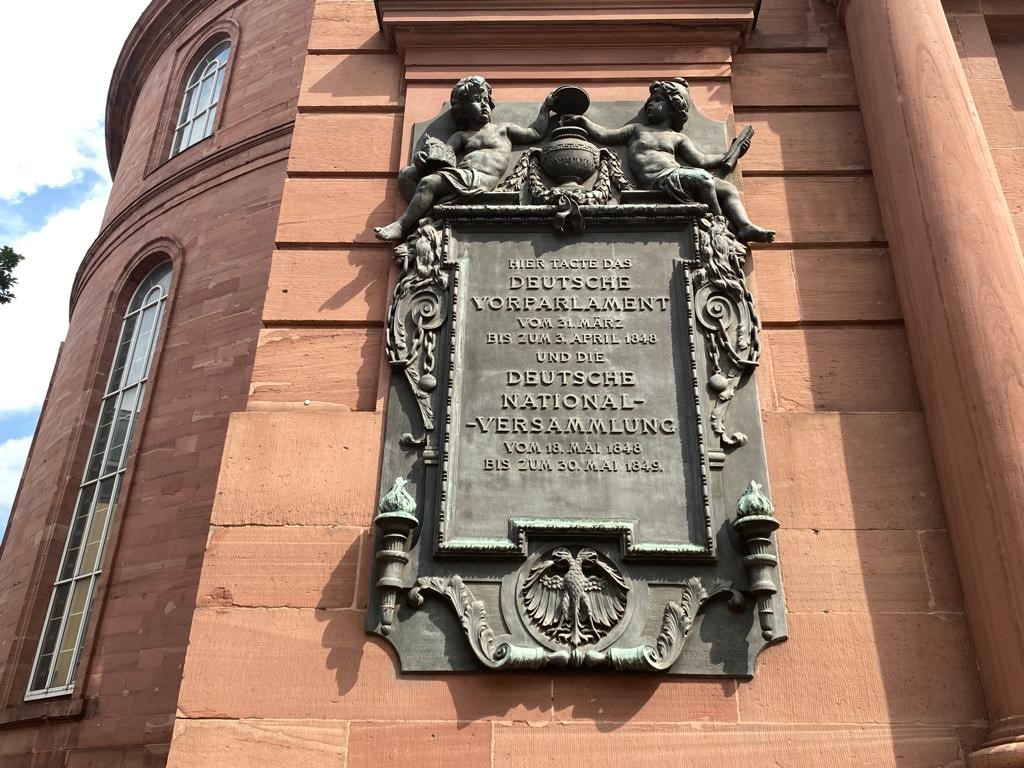 HIER TAGTE DAS
DEUTSCHE
VORPARLAMENT
VOM 31. MÄRZ
BIS ZUM 3. APRIL 1848
UND DIE
DEUTSCHE
NATIONAL-
-VERSAMMLUNG
VOM 18. MAI 1848
BIS ZUM 30. MAI 1849.